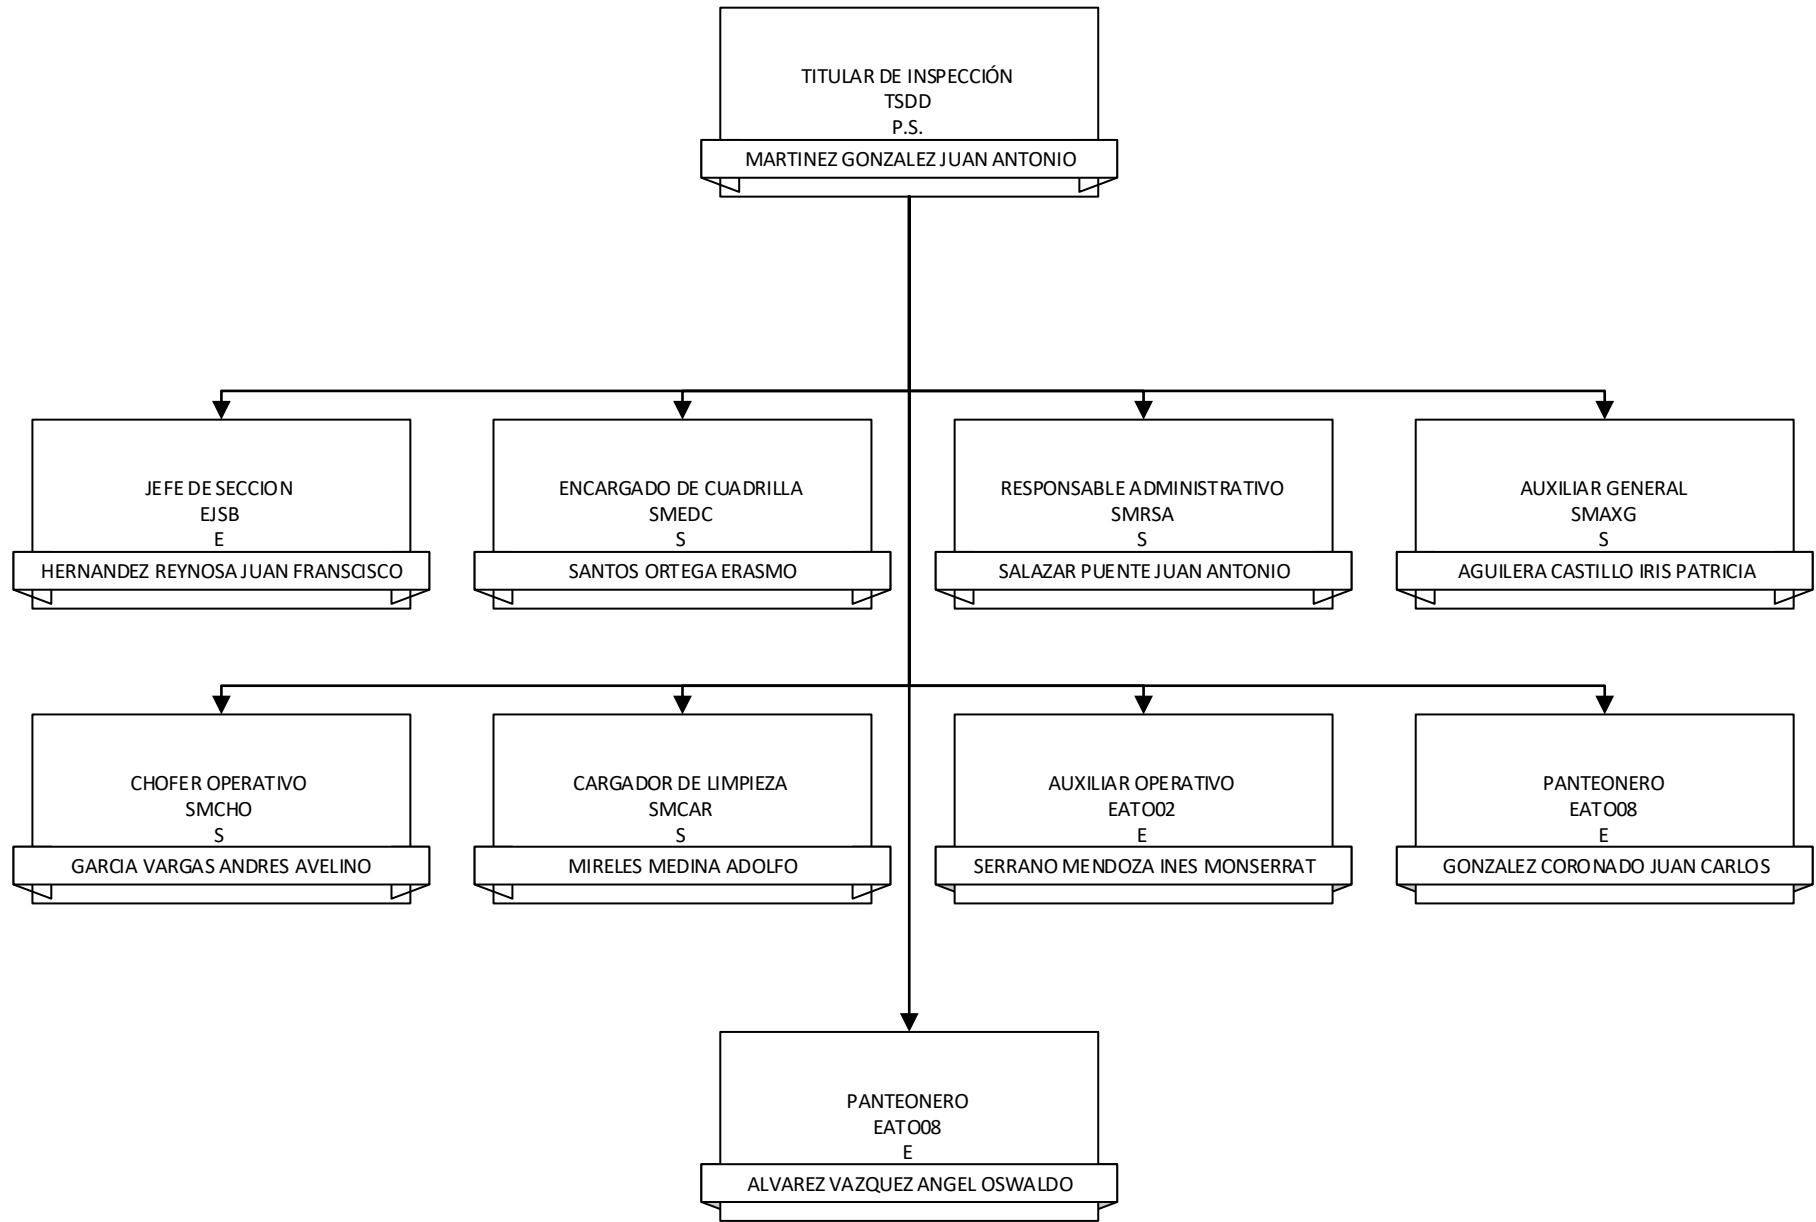 TITULAR DE INSPECCIÓN
TSDD
P.S.
MARTINEZ GONZALEZ JUAN ANTONIO
JEFE DE SECCION
EJSB
E
HERNANDEZ REYNOSA JUAN FRANSCISCO
ENCARGADO DE CUADRILLA
SMEDC
S
SANTOS ORTEGA ERASMO
RESPONSABLE ADMINISTRATIVO
SMRSA
S
SALAZAR PUENTE JUAN ANTONIO
AUXILIAR GENERAL
SMAXG
S
AGUILERA CASTILLO IRIS PATRICIA
CHOFER OPERATIVO
SMCHO
S
GARCIA VARGAS ANDRES AVELINO
CARGADOR DE LIMPIEZA
SMCAR
S
MIRELES MEDINA ADOLFO
AUXILIAR OPERATIVO
EATO02
E
SERRANO MENDOZA INES MONSERRAT
PANTEONERO
EATO08
E
GONZALEZ CORONADO JUAN CARLOS
PANTEONERO
EATO08
E
ALVAREZ VAZQUEZ ANGEL OSWALDO